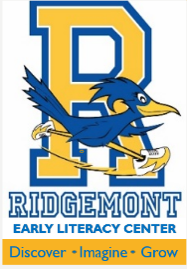 R
RIDGEMONT
EARLY LITERACY CENTER
Discover • Imagine • Grow